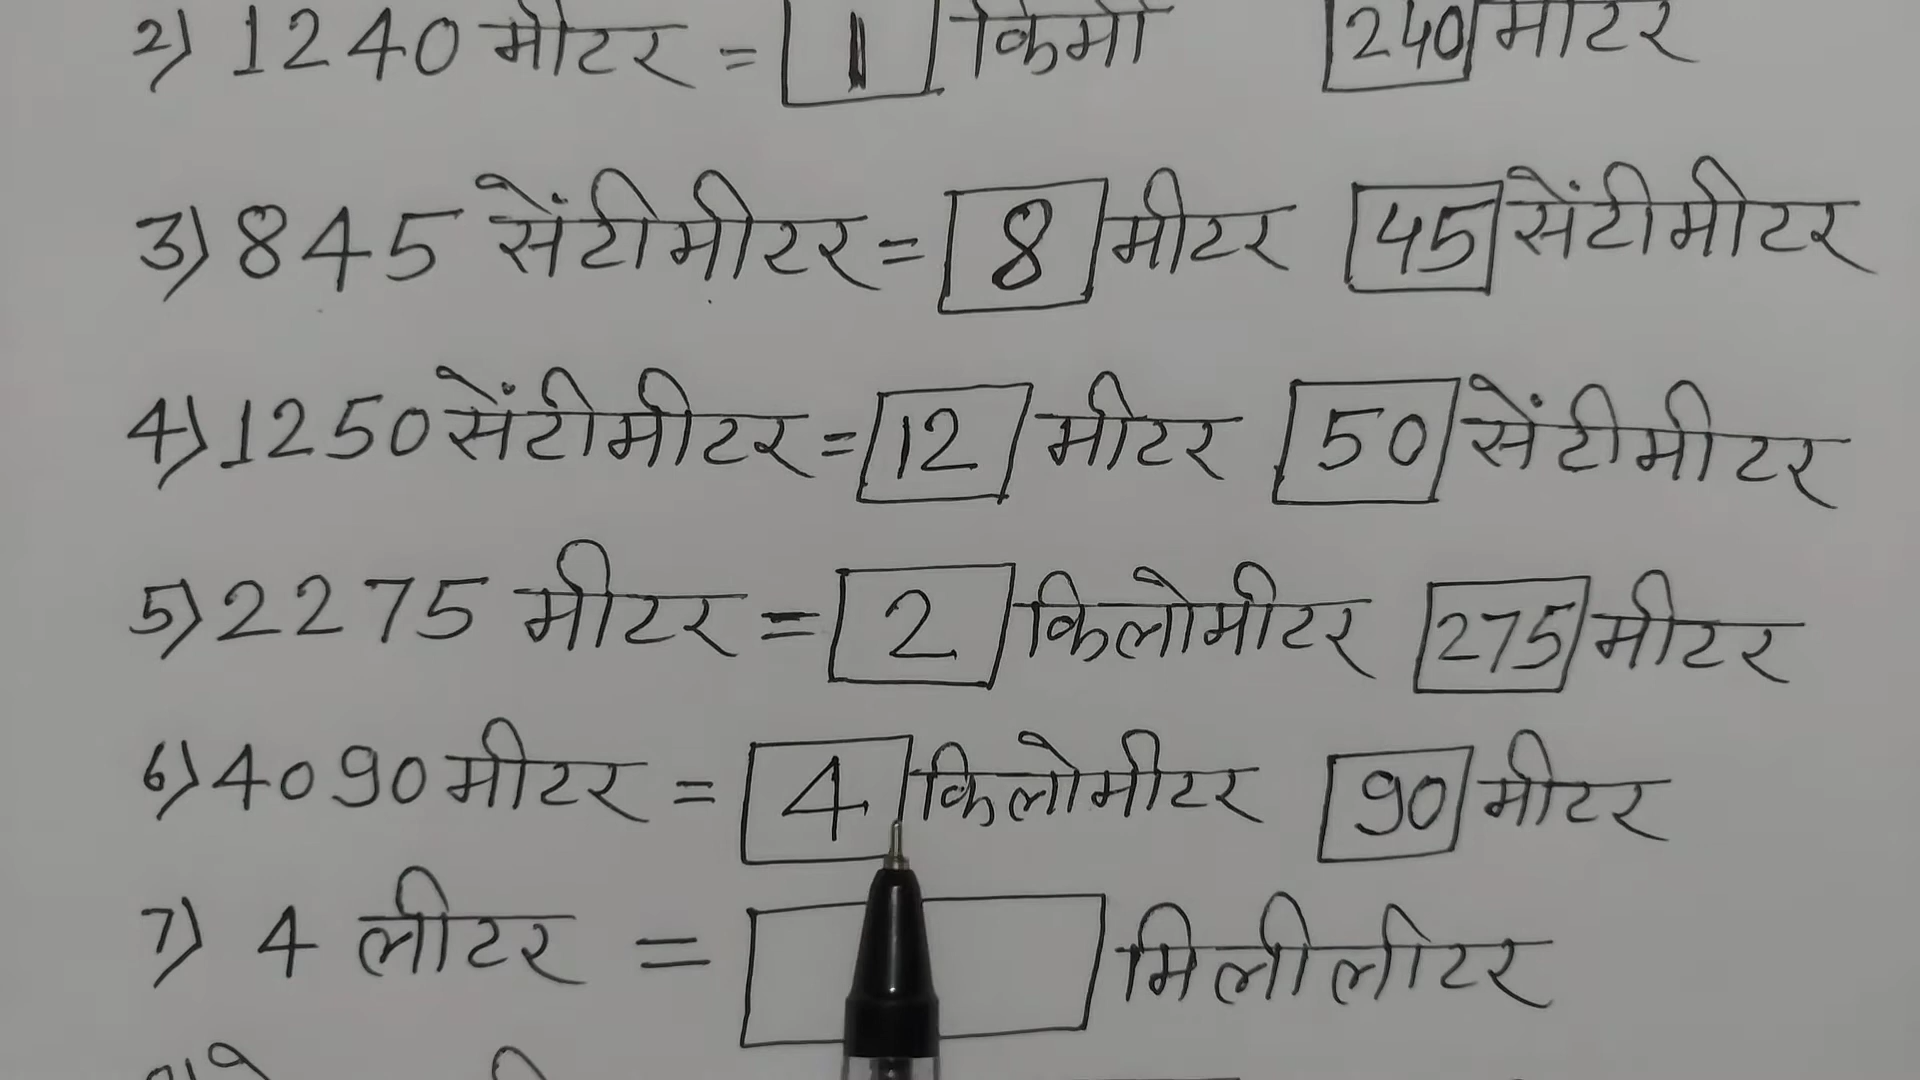 2) 1240 मीटर = 1 किमी 240 मीटर
3) 845 सेंटीमीटर = 8 मीटर 45 सेंटीमीटर
4) 1250 सेंटीमीटर = 12 मीटर 50 सेंटीमीटर
5) 2275 मीटर = 2 किलोमीटर 275 मीटर
6) 4090 मीटर = 4 किलोमीटर 90 मीटर
7) 4 लीटर = मिलीलीटर